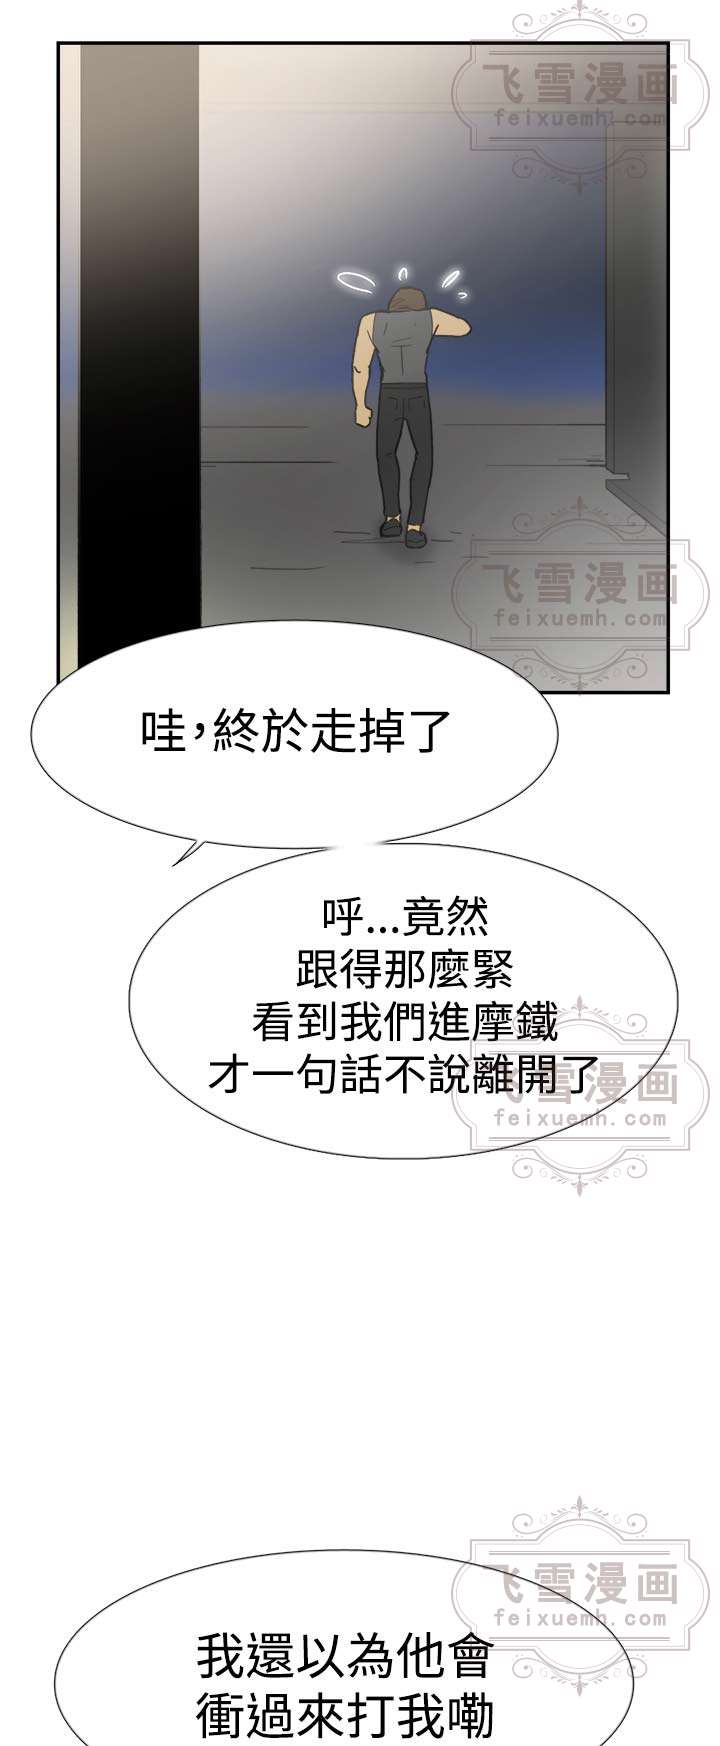 飞雪漫画
feixuemh.com
飞雪漫画
feixuemh.com
哇,終於走掉了
呼...竟然
跟得那麼緊
看到我們進摩鐵
才一句話不說離開了
飞雪漫画
feixuemh.com
飞雪漫画
feixuemh.com
我還以為他會
衝過來打我嘞